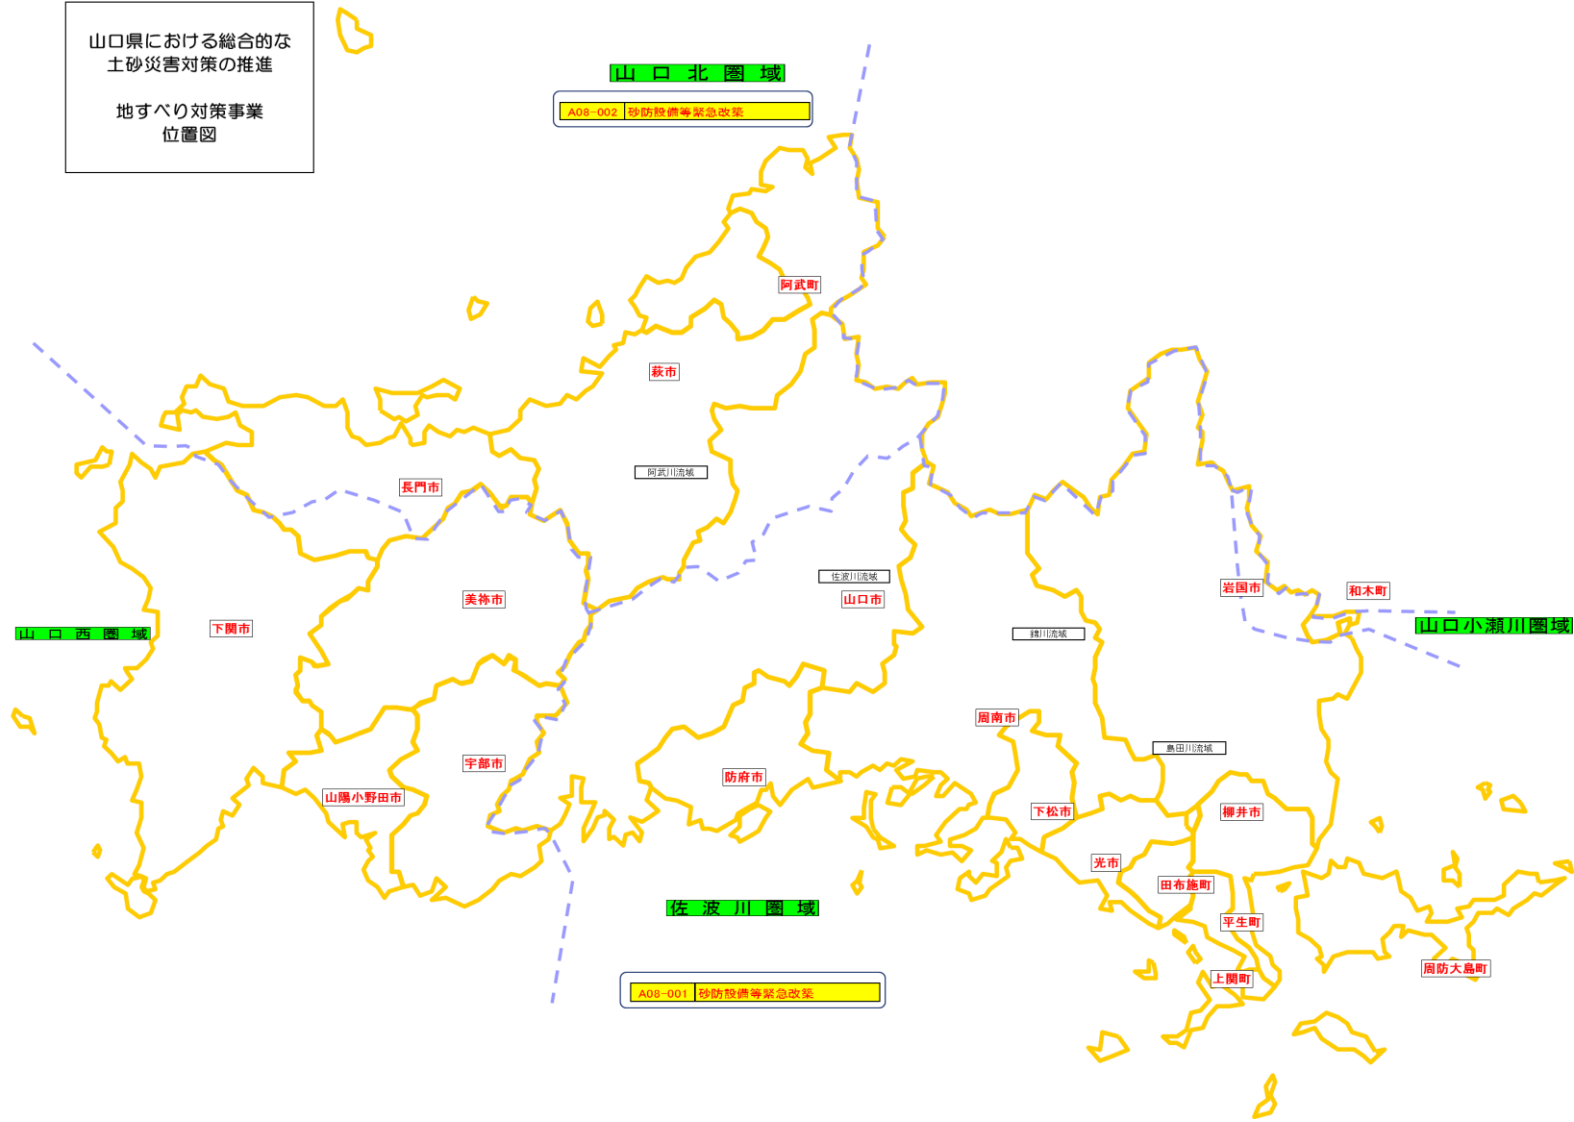 山口県における総合的な
土砂災害対策の推進
地すべり対策事業
位置図
山口北圏域
A08-002 砂防設備等緊急改築
阿武町
萩市
阿武川流域
長門市
佐波川流域
美祢市
山口市
岩国市
和木町
山口西圏域
下関市
錦川流域
山口小瀬川圏域
周南市
島田川流域
宇部市
防府市
山陽小野田市
下松市
柳井市
光市
田布施町
佐波川圏域
平生町
上関町
周防大島町
A08-001 砂防設備等緊急改築